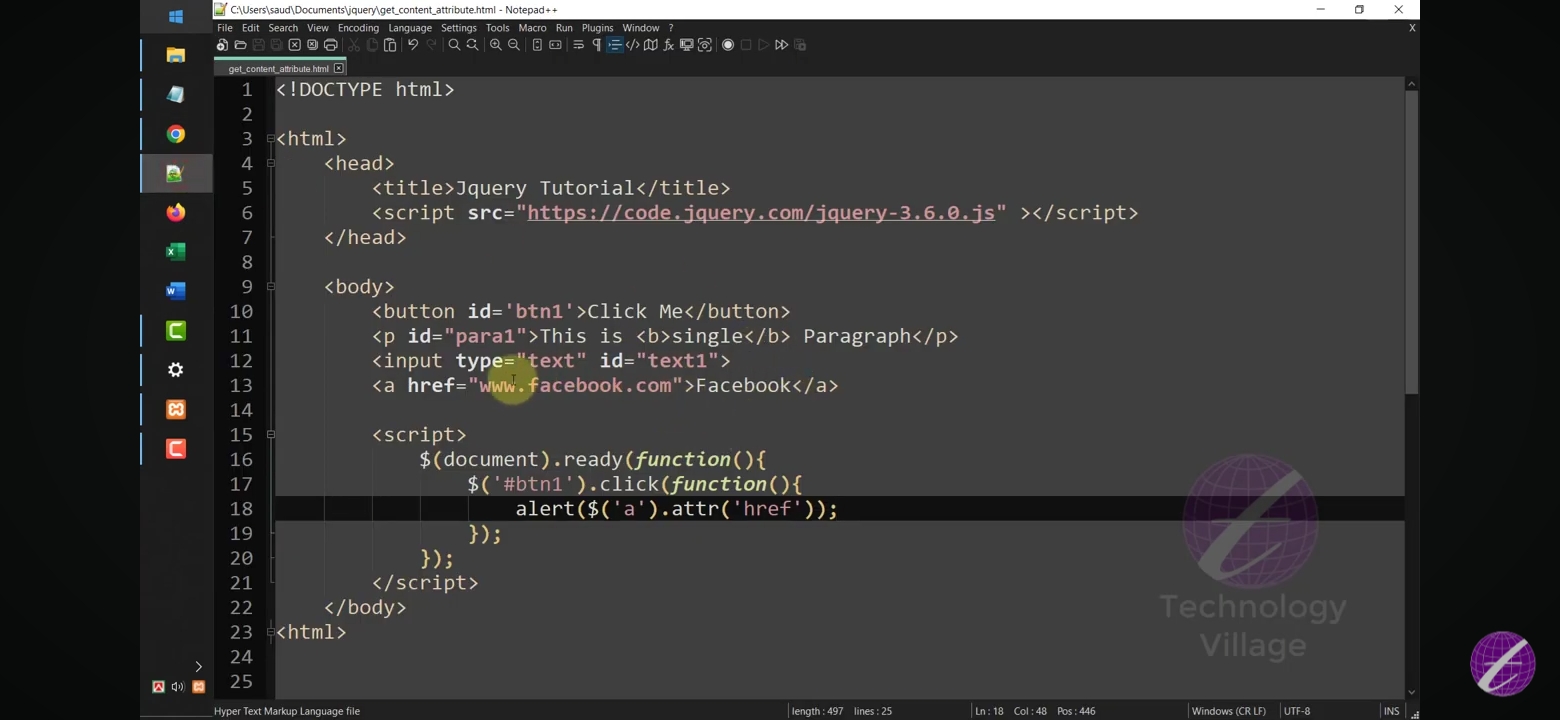 C:\Users\saud\Documents\jquery\get_content_attribute.html - Notepad++
File Edit Search View Encoding Language Settings Tools Macro Run Plugins Window ? X
get_content_attribute.html
1 <!DOCTYPE html>
2
3 <html>
4 <head>
5 <title>Jquery Tutorial</title>
6 <script src="https://code.jquery.com/jquery-3.6.0.js" ></script>
7 </head>
8
9 <body>
10 <button id='btn1'>Click Me</button>
11 <p id="para1">This is <b>single</b> Paragraph</p>
12 <input type="text" id="text1">
13 <a href="www.facebook.com">Facebook</a>
14
15 <script>
16 $(document).ready(function(){
17 $('#btn1').click(function(){
18 alert($('a').attr('href'));
19 });
20 });
21 </script>
22 </body>
23 <html>
24
25
Technology
Village
Hyper Text Markup Language file length : 497 lines : 25 Ln : 18 Col : 48 Pos : 446 Windows (CR LF) UTF-8 INS